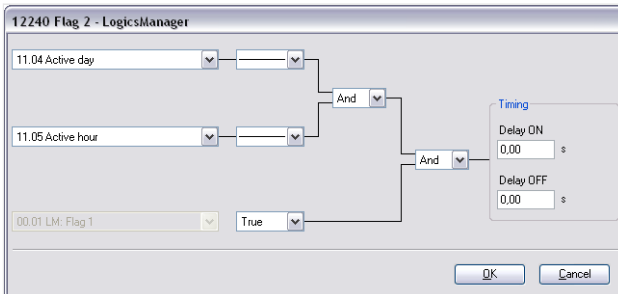 12240 Flag 2 - LogicsManager
11.04 Active day
And
Timing
Delay ON
11.05 Active hour
0,00 s
And
Delay OFF
0,00 s
00.01 LM: Flag 1
True
OK
Cancel